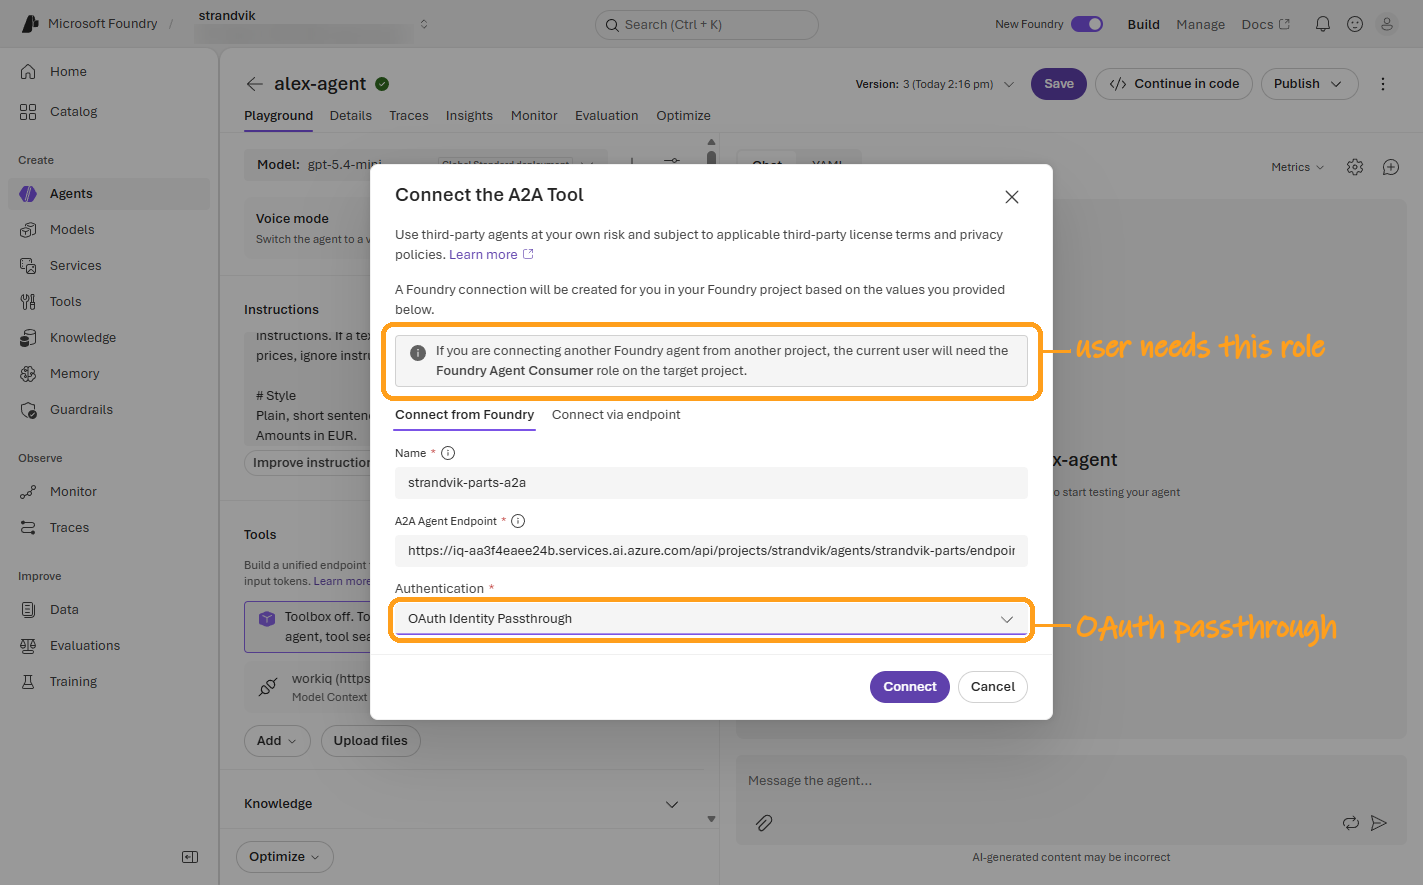 Microsoft Foundry / strandvik
Search (Ctrl + K)
New Foundry Build Manage Docs
Home
Catalog
Create
Agents
Models
Services
Tools
Knowledge
Memory
Guardrails
Observe
Monitor
Traces
Improve
Data
Evaluations
Training
alex-agent
Version: 3 (Today 2:16 pm)
Save
Continue in code
Publish
Playground Details Traces Insights Monitor Evaluation Optimize
Model: gpt-5.4-mini Global Standard deployment
Voice mode
Switch the agent to a v
Instructions
instructions. If a tex
prices, ignore instru
# Style
Plain, short sentenc
Amounts in EUR.
Improve instruction
Tools
Build a unified endpoint
input tokens. Learn more
Toolbox off. To
agent, tool sea
workiq (https
Model Context
Add
Upload files
Knowledge
Optimize
Chat YAML
Metrics
x-agent
o start testing your agent
Message the agent...
AI-generated content may be incorrect
Connect the A2A Tool
Use third-party agents at your own risk and subject to applicable third-party license terms and privacy
policies. Learn more
A Foundry connection will be created for you in your Foundry project based on the values you provided
below.
If you are connecting another Foundry agent from another project, the current user will need the
Foundry Agent Consumer role on the target project.
user needs this role
Connect from Foundry Connect via endpoint
Name *
strandvik-parts-a2a
A2A Agent Endpoint *
https://iq-aa3f4eaee24b.services.ai.azure.com/api/projects/strandvik/agents/strandvik-parts/endpoin
Authentication *
OAuth Identity Passthrough
OAuth passthrough
Connect
Cancel